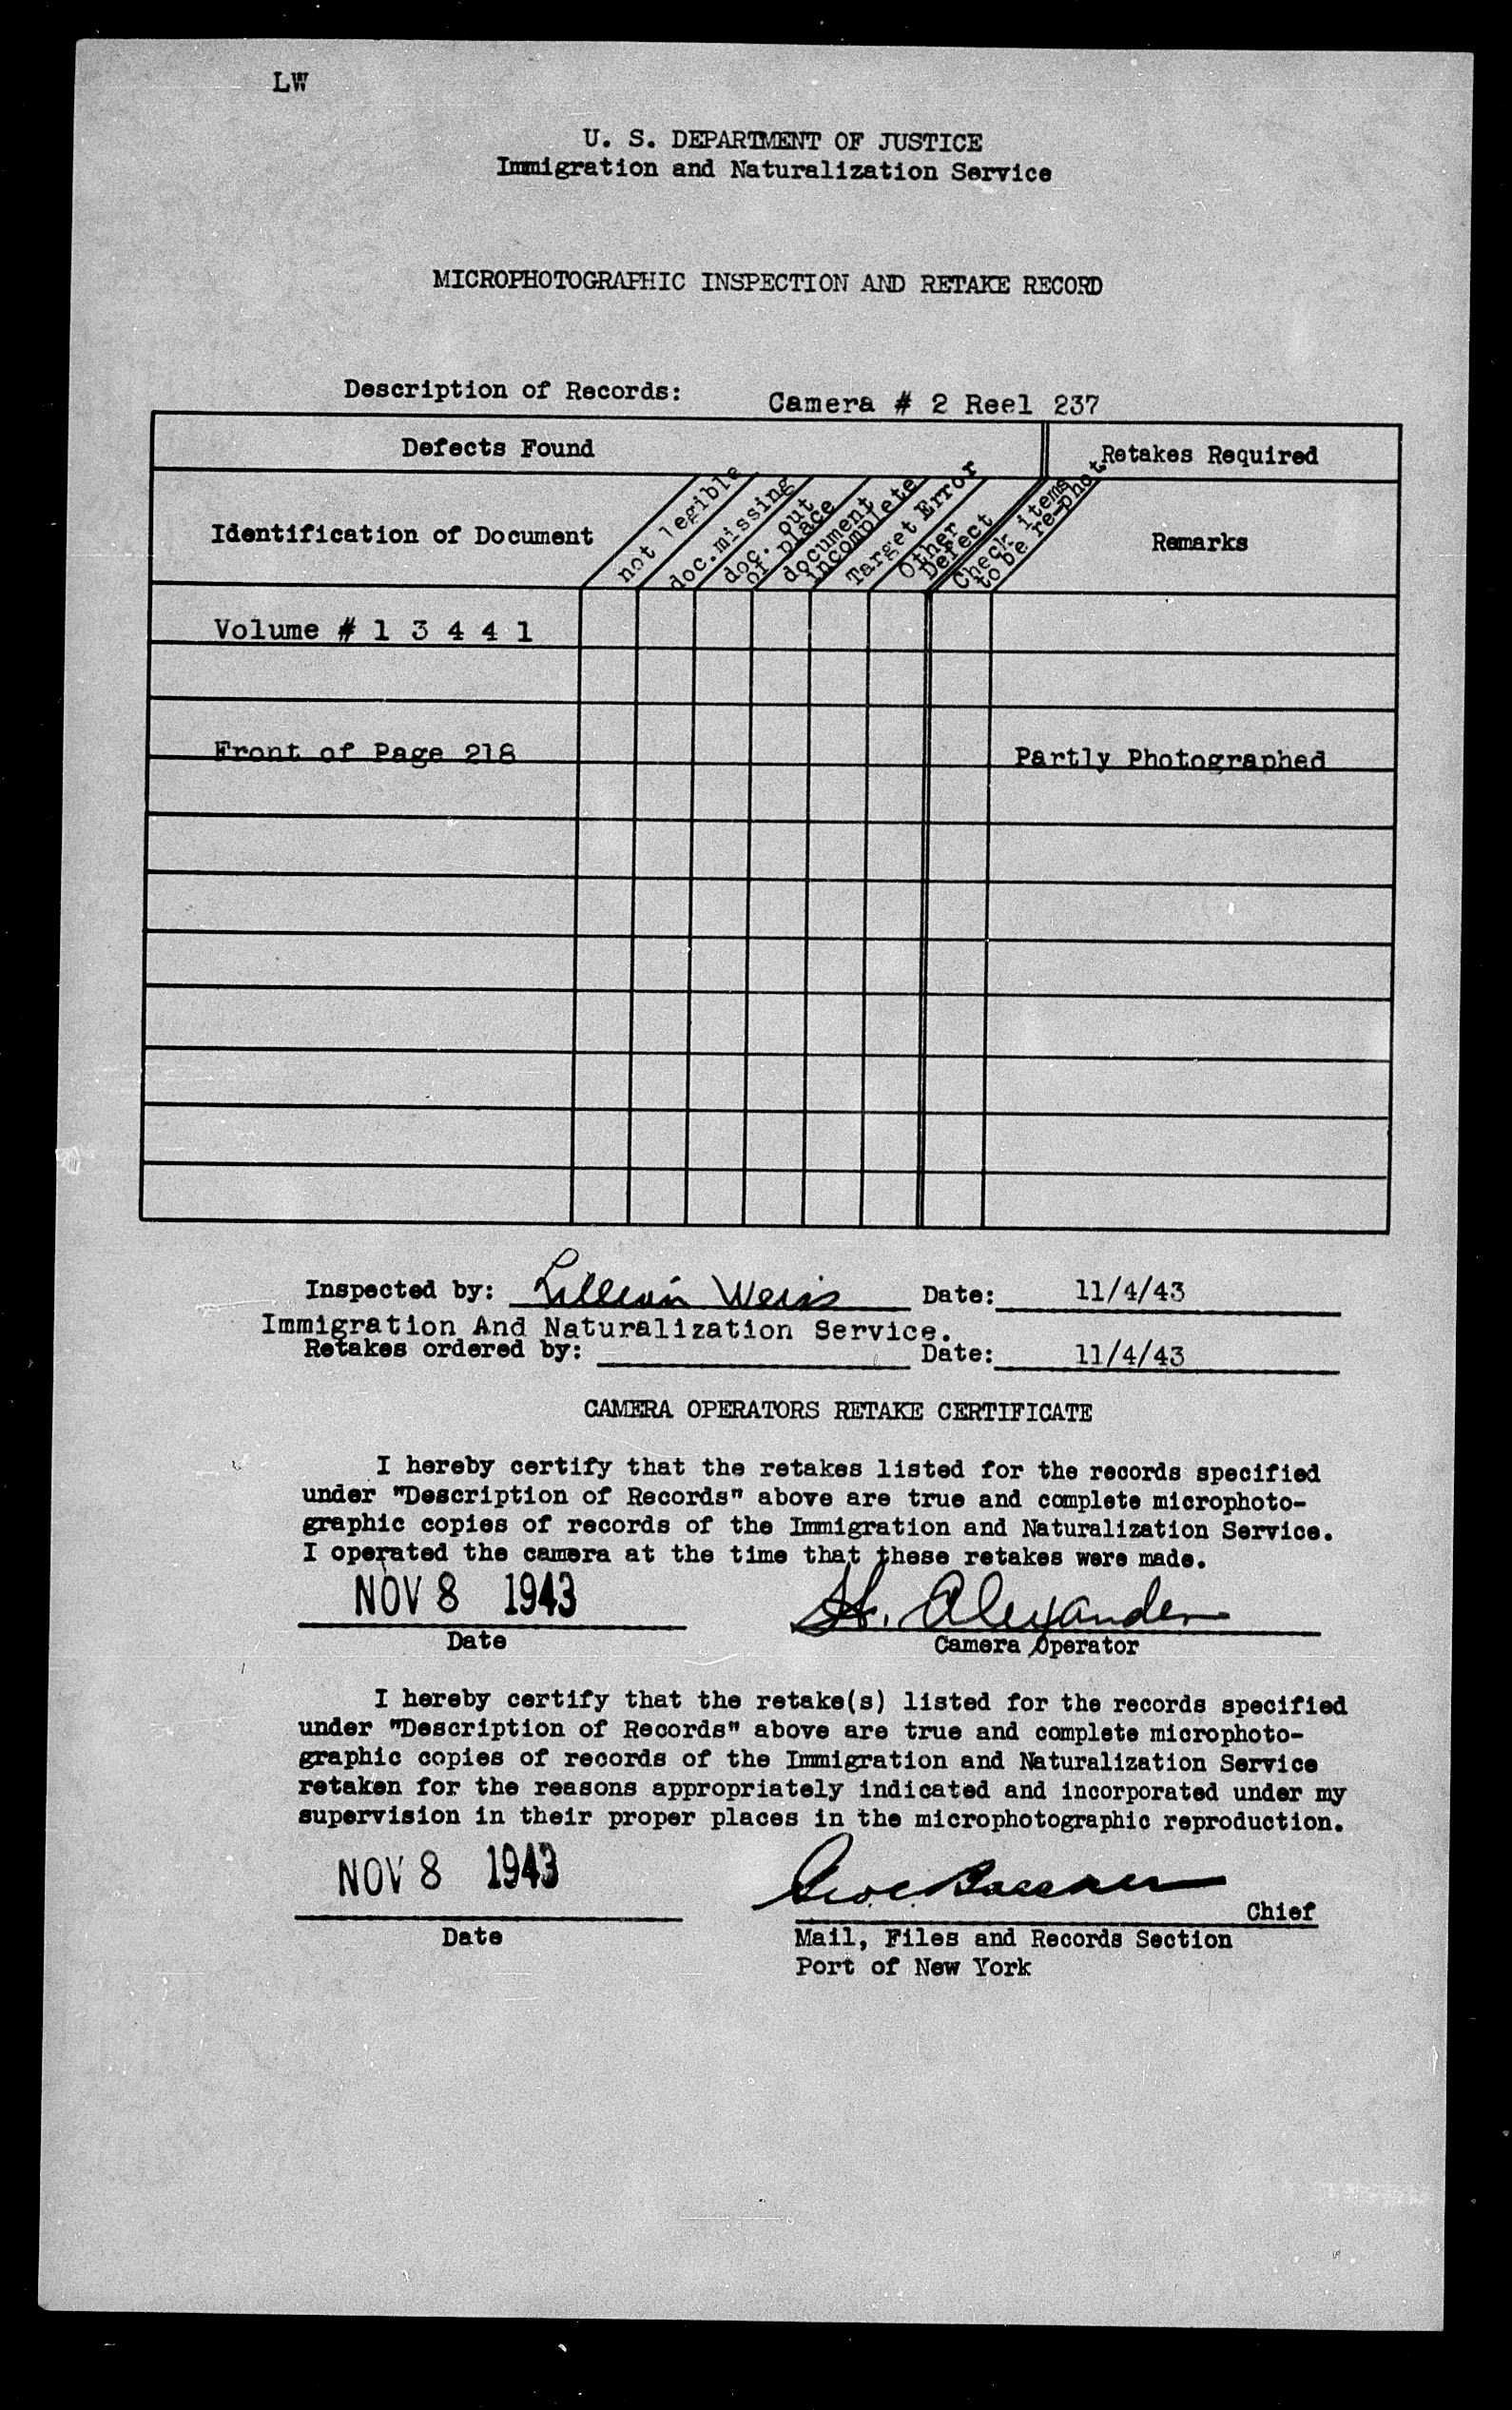 LW
U. S. DEPARTMENT OF JUSTICE
Immigration and Naturalization Service
MICROPHOTOGRAPHIC INSPECTION AND RETAKE RECORD
Description of Records: Camera # 2 Reel 237
Defects Found Retakes Required
Identification of Document
not legible
doc. missing
doc. out
of place
document
incomplete
Target Error
Other
Defect
Check items
to be re-phot.
Remarks
Volume # 1 3 4 4 1
Front of Page 218 Partly Photographed
Inspected by: Lillian Weiss Date: 11/4/43
Immigration And Naturalization Service.
Retakes ordered by: Date: 11/4/43
CAMERA OPERATORS RETAKE CERTIFICATE
I hereby certify that the retakes listed for the records specified
under "Description of Records" above are true and complete microphoto-
graphic copies of records of the Immigration and Naturalization Service.
I operated the camera at the time that these retakes were made.
NOV 8 1943 H. Alexander
Date Camera Operator
I hereby certify that the retake(s) listed for the records specified
under "Description of Records" above are true and complete microphoto-
graphic copies of records of the Immigration and Naturalization Service
retaken for the reasons appropriately indicated and incorporated under my
supervision in their proper places in the microphotographic reproduction.
NOV 8 1943
Chief
Date Mail, Files and Records Section
Port of New York